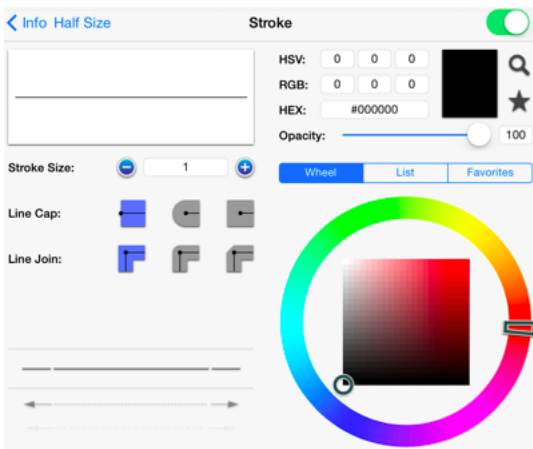 Info Half Size Stroke
HSV: 0 0 0
RGB: 0 0 0
HEX: #000000
Opacity: 100
Stroke Size: 1
Wheel List Favorites
Line Cap:
Line Join: